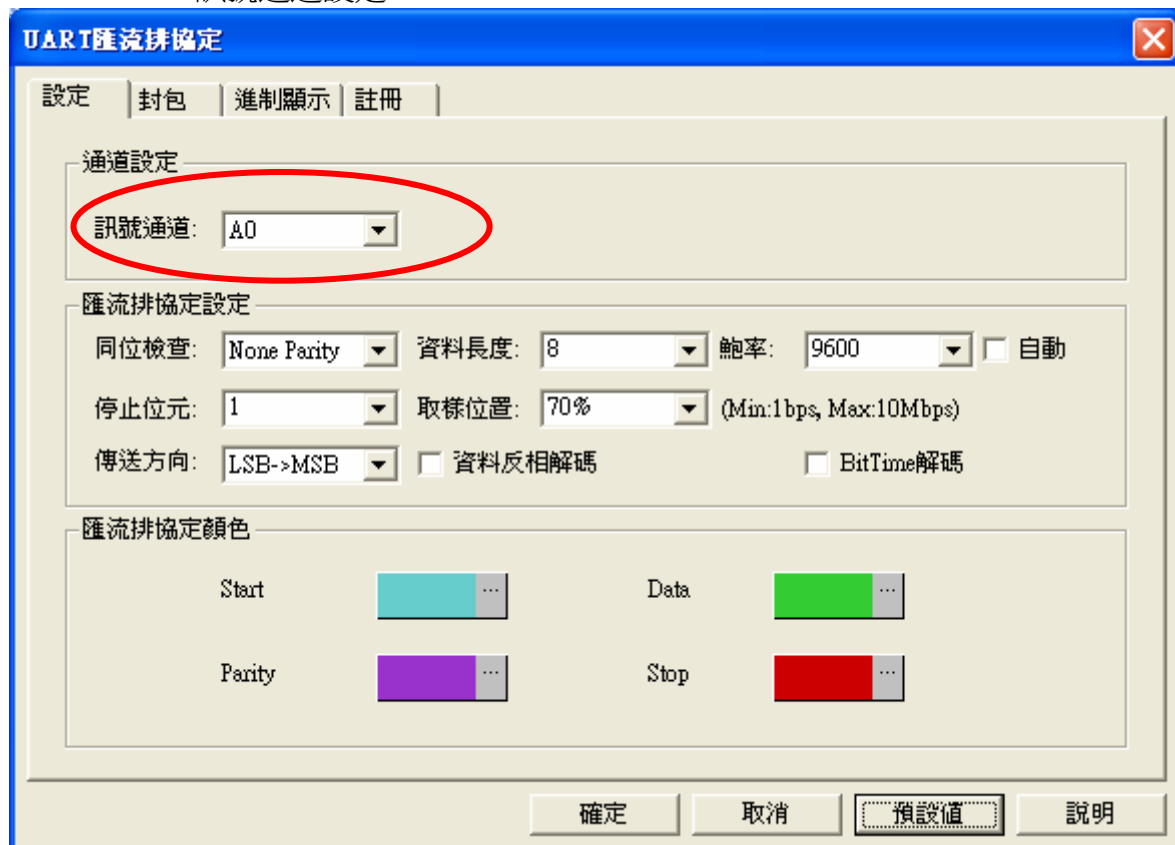 UART匯流排協定
設定 封包 進制顯示 註冊
通道設定
訊號通道: A0
匯流排協定設定
同位檢查: None Parity 資料長度: 8 鮑率: 9600 自動
停止位元: 1 取樣位置: 70% (Min:1bps, Max:10Mbps)
傳送方向: LSB->MSB 資料反相解碼 BitTime解碼
匯流排協定顏色
Start ... Data ...
Parity ... Stop ...
確定 取消 預設值 說明